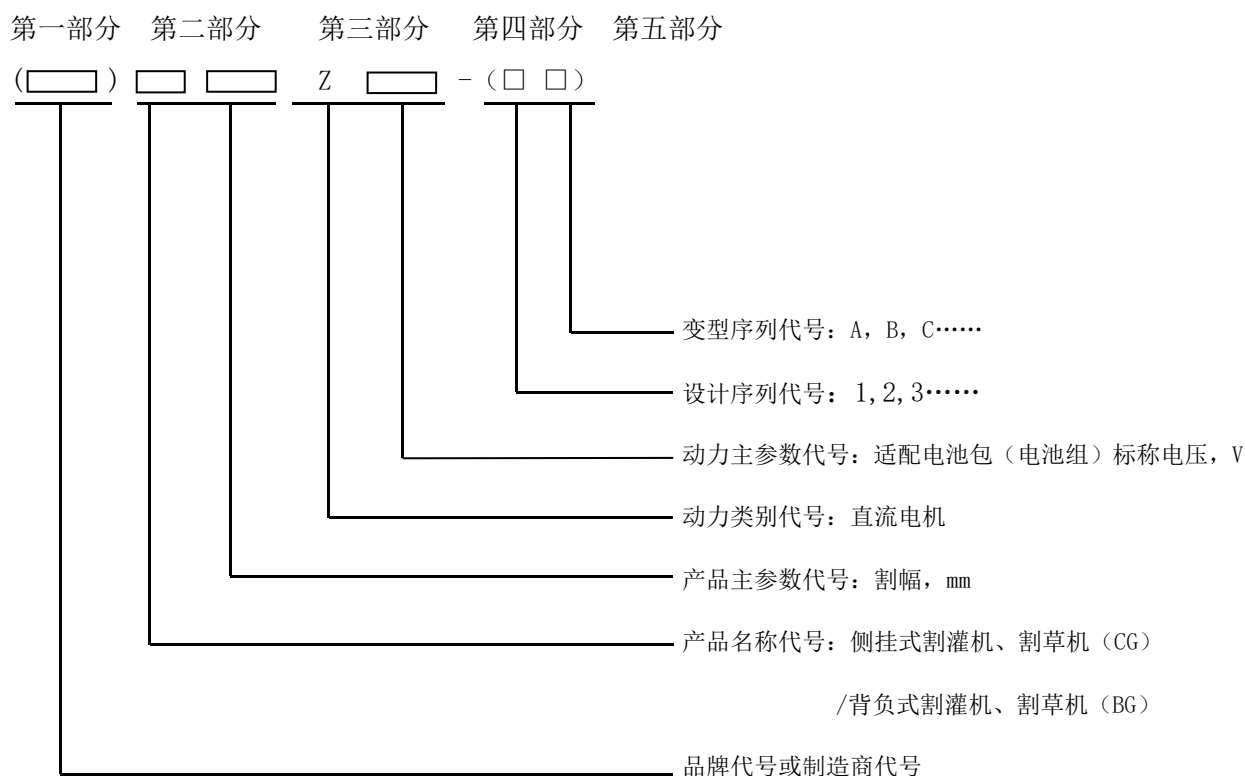 第一部分 第二部分 第三部分 第四部分 第五部分
(▭) ▭ ▭ Z ▭ -(□ □)
变型序列代号：A，B，C……
设计序列代号：1,2,3……
动力主参数代号：适配电池包（电池组）标称电压，V
动力类别代号：直流电机
产品主参数代号：割幅，mm
产品名称代号：侧挂式割灌机、割草机（CG）
/背负式割灌机、割草机（BG）
品牌代号或制造商代号